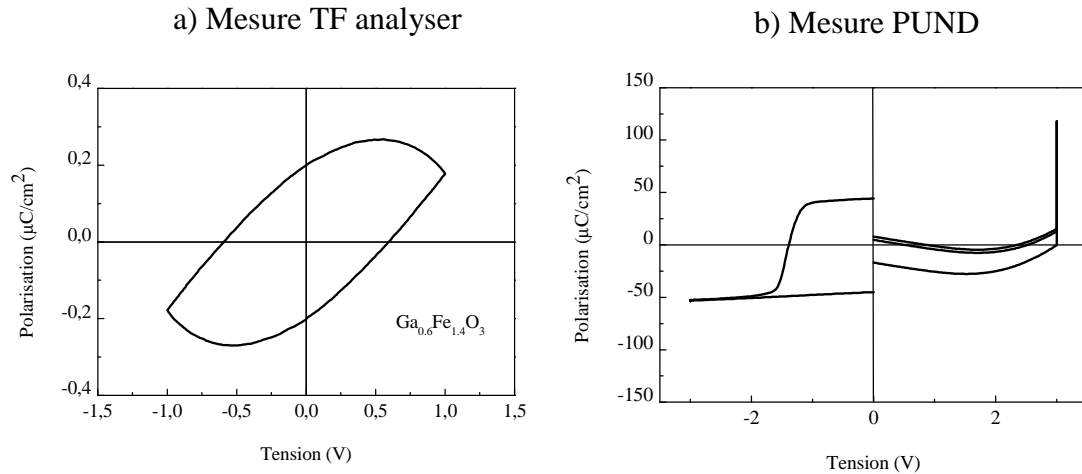 a) Mesure TF analyser
b) Mesure PUND
0,4
0,2
0,0
-0,2
-0,4
Polarisation (µC/cm²)
Ga₀.₆Fe₁.₄O₃
-1,5 -1,0 -0,5 0,0 0,5 1,0 1,5
Tension (V)
150
100
50
0
-50
-100
-150
Polarisation (µC/cm²)
-2 0 2
Tension (V)